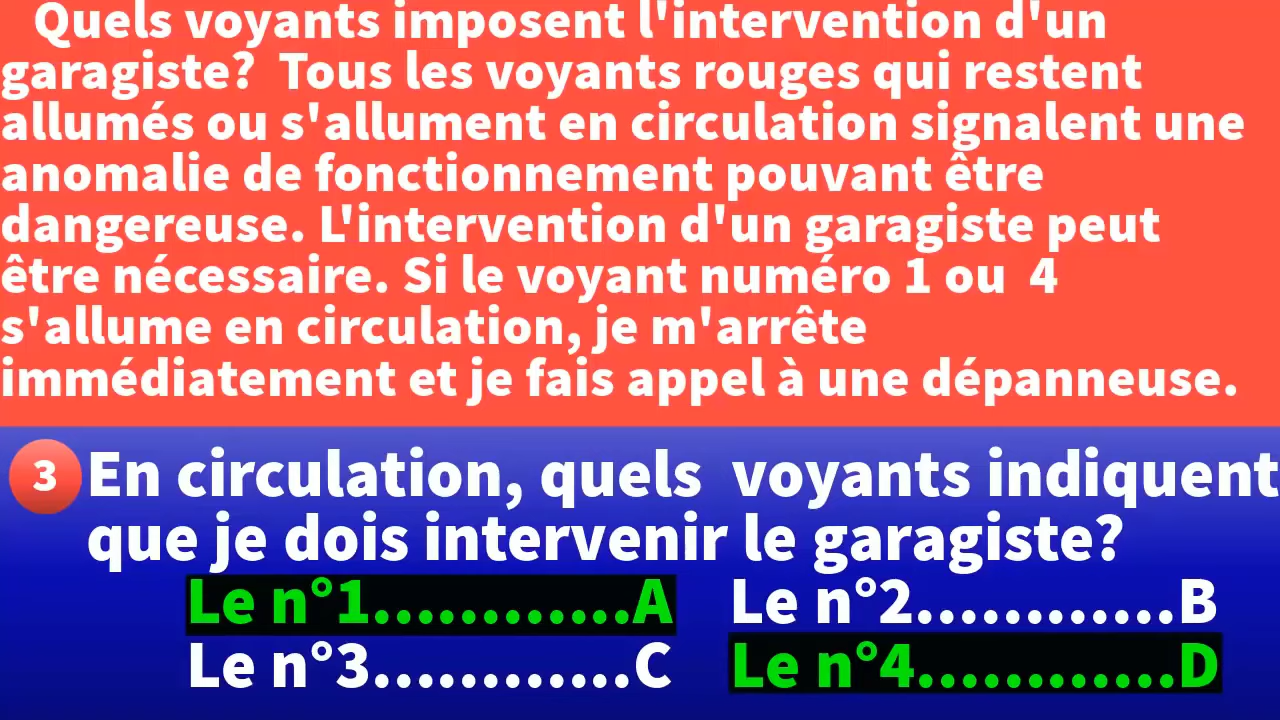 Quels voyants imposent l'intervention d'un
garagiste?  Tous les voyants rouges qui restent
allumés ou s'allument en circulation signalent une
anomalie de fonctionnement pouvant être
dangereuse. L'intervention d'un garagiste peut
être nécessaire. Si le voyant numéro 1 ou  4
s'allume en circulation, je m'arrête
immédiatement et je fais appel à une dépanneuse.
3 En circulation, quels  voyants indiquent
que je dois intervenir le garagiste?
Le n°1............A Le n°2............B
Le n°3............C Le n°4............D